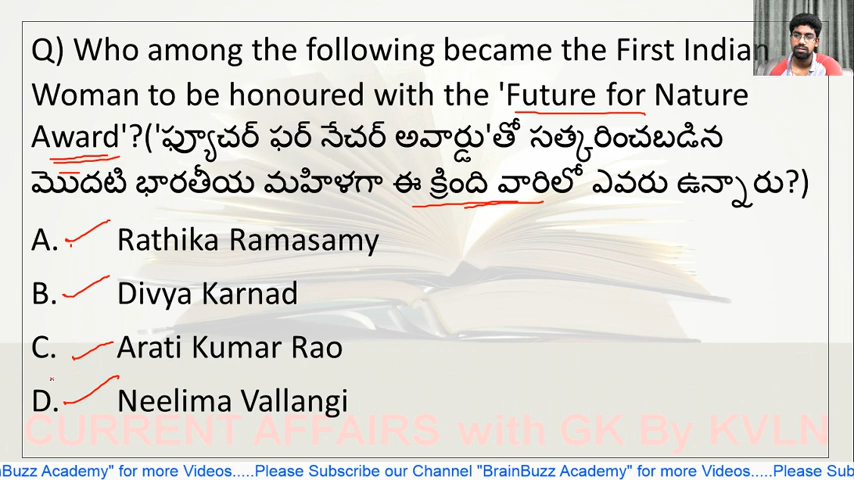 Q) Who among the following became the First Indian
Woman to be honoured with the 'Future for Nature
Award'?('ఫ్యూచర్ ఫర్ నేచర్ అవార్డు'తో సత్కరించబడిన
మొదటి భారతీయ మహిళగా ఈ క్రింది వారిలో ఎవరు ఉన్నారు?)
A. Rathika Ramasamy
B. Divya Karnad
C. Arati Kumar Rao
D. Neelima Vallangi
CURRENT AFFAIRS with GK By KVLN
inBuzz Academy" for more Videos.....Please Subscribe our Channel "BrainBuzz Academy" for more Videos.....Please Sub